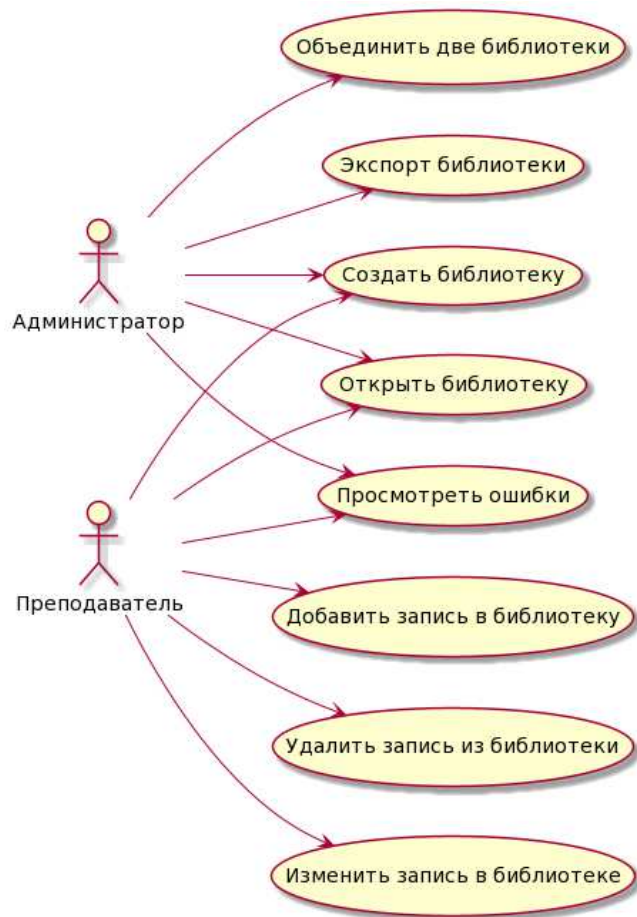 Объединить две библиотеки
Экспорт библиотеки
Создать библиотеку
Администратор
Открыть библиотеку
Просмотреть ошибки
Преподаватель
Добавить запись в библиотеку
Удалить запись из библиотеки
Изменить запись в библиотеке